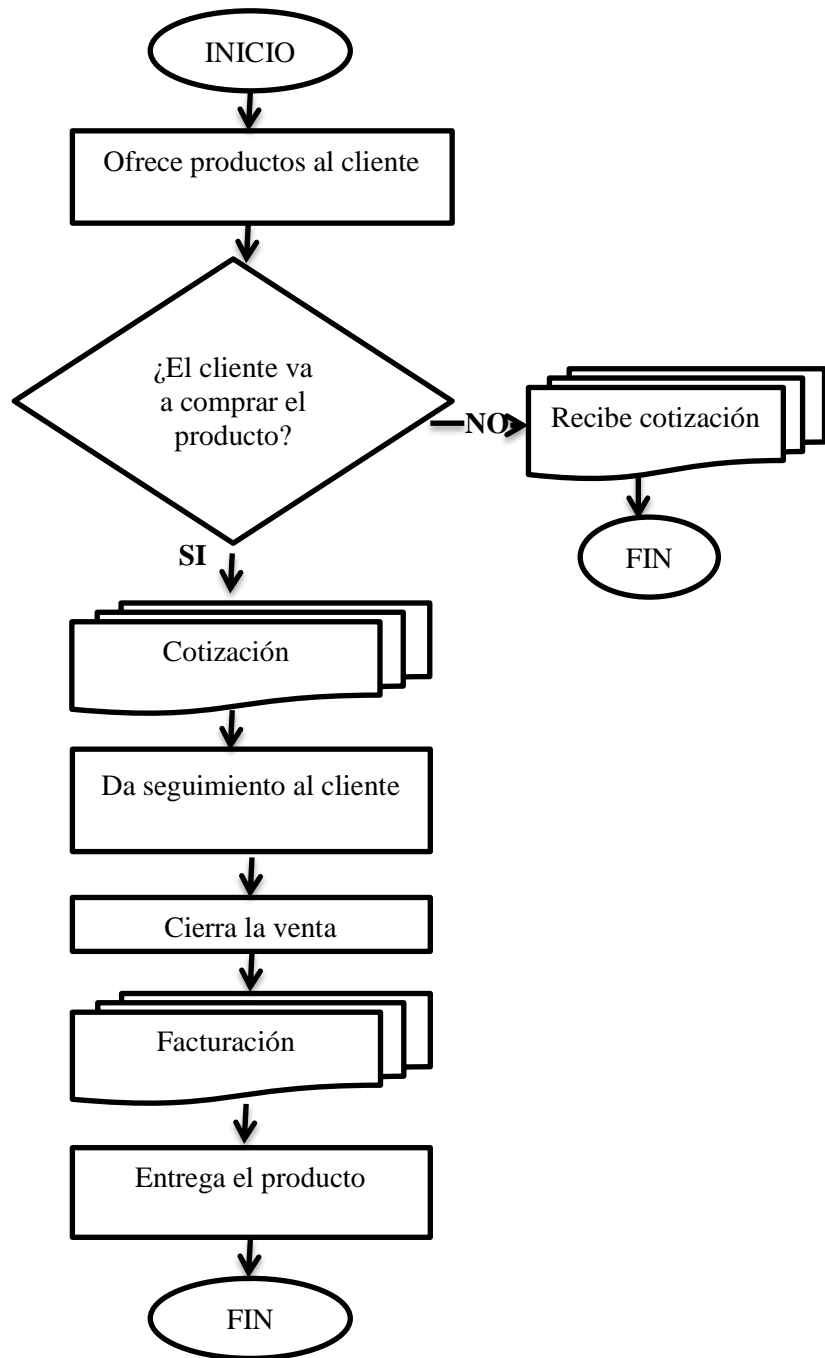 INICIO
Ofrece productos al cliente
¿El cliente va
a comprar el
producto?
NO
Recibe cotización
FIN
SI
Cotización
Da seguimiento al cliente
Cierra la venta
Facturación
Entrega el producto
FIN